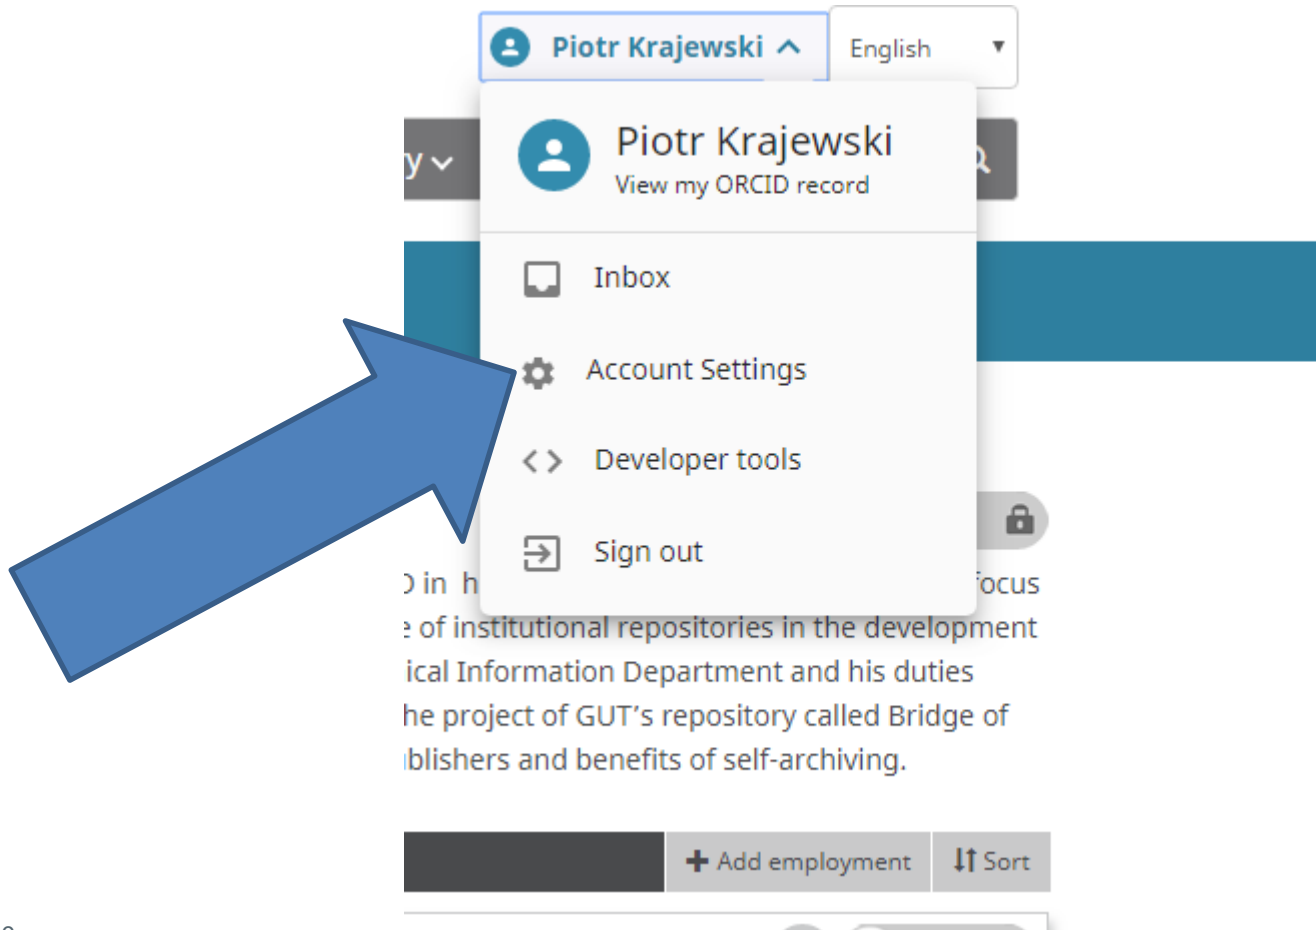 Piotr Krajewski English
Piotr Krajewski
View my ORCID record
Inbox
Account Settings
Developer tools
Sign out
in h
focus
of institutional repositories in the development
ical Information Department and his duties
he project of GUT’s repository called Bridge of
blishers and benefits of self-archiving.
Add employment Sort